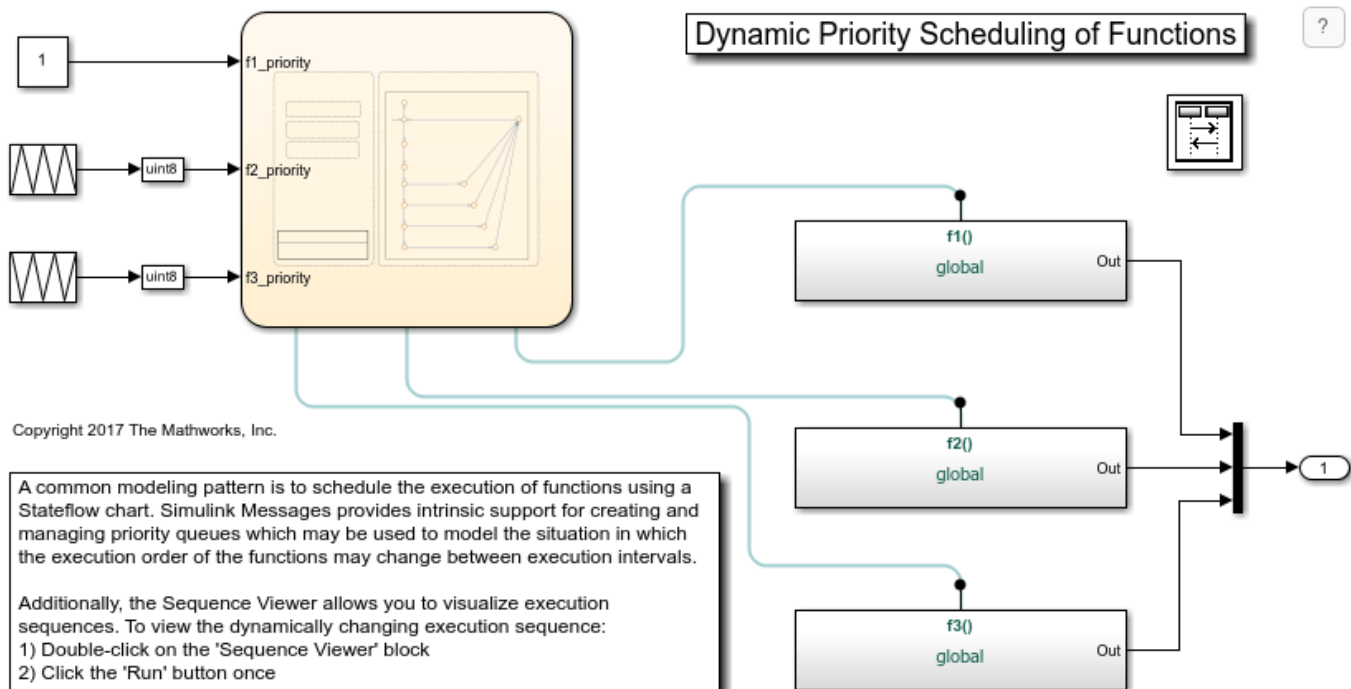 Dynamic Priority Scheduling of Functions
?
1
f1_priority
uint8
f2_priority
uint8
f3_priority
f1()
global
Out
f2()
global
Out
1
f3()
global
Out
Copyright 2017 The Mathworks, Inc.
A common modeling pattern is to schedule the execution of functions using a
Stateflow chart. Simulink Messages provides intrinsic support for creating and
managing priority queues which may be used to model the situation in which
the execution order of the functions may change between execution intervals.
Additionally, the Sequence Viewer allows you to visualize execution
sequences. To view the dynamically changing execution sequence:
1) Double-click on the 'Sequence Viewer' block
2) Click the 'Run' button once